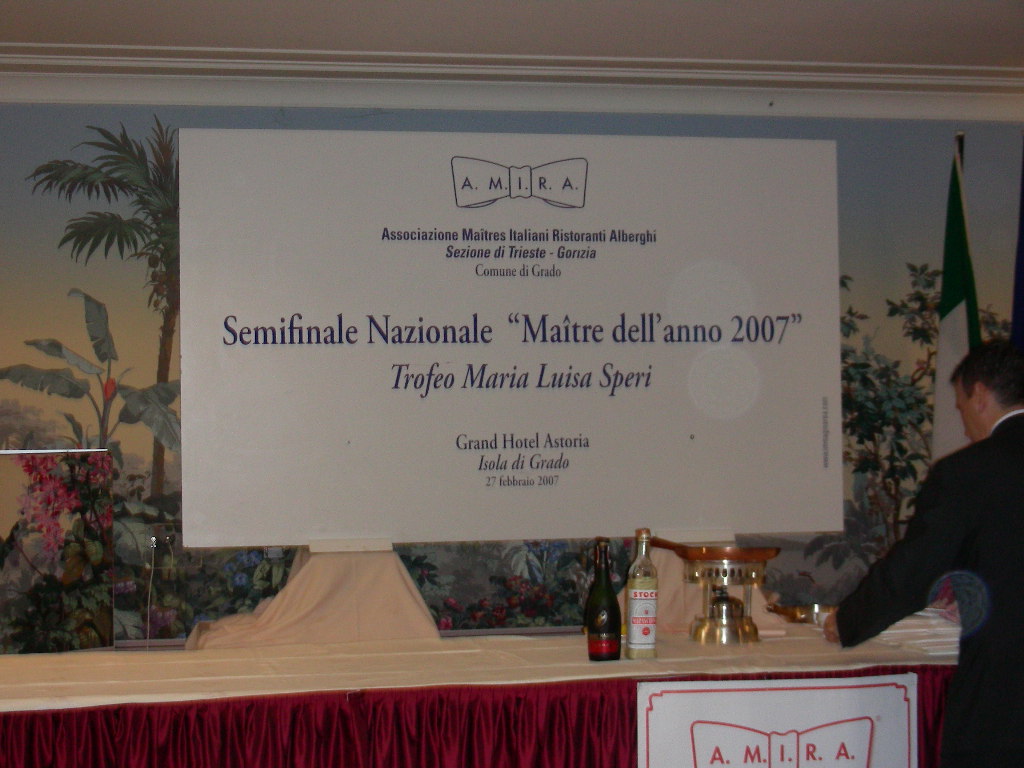 A. M. I. R. A.
Associazione Maîtres Italiani Ristoranti Alberghi
Sezione di Trieste - Gorizia
Comune di Grado
Semifinale Nazionale “Maître dell’anno 2007”
Trofeo Maria Luisa Speri
Grand Hotel Astoria
Isola di Grado
27 febbraio 2007
STOCK
A. M. I. R. A.